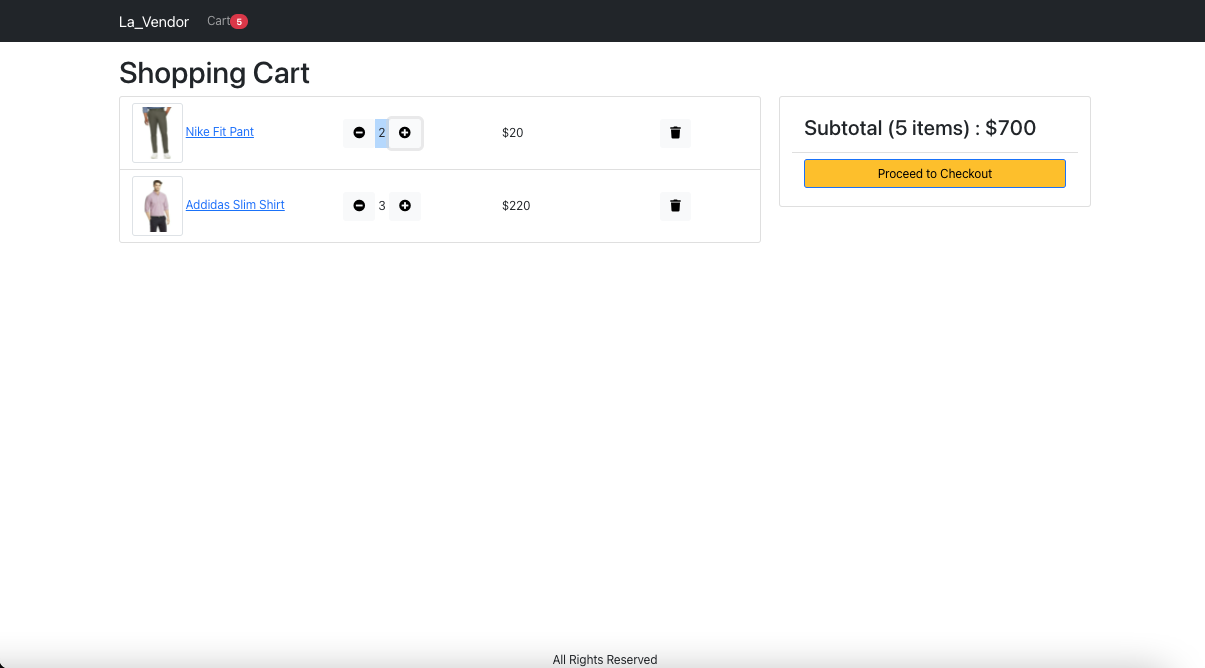 La_Vendor Cart 5
Shopping Cart
Nike Fit Pant 2 $20
Addidas Slim Shirt 3 $220
Subtotal (5 items) : $700
Proceed to Checkout
All Rights Reserved